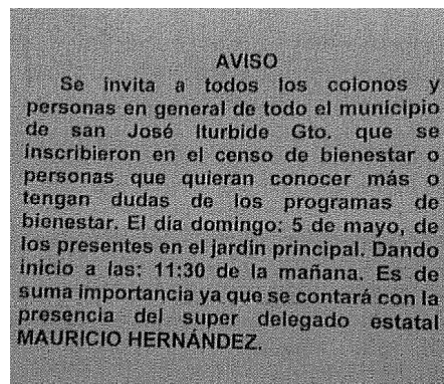 AVISO
Se invita a todos los colonos y
personas en general de todo el municipio
de san José Iturbide Gto. que se
inscribieron en el censo de bienestar o
personas que quieran conocer más o
tengan dudas de los programas de
bienestar. El día domingo: 5 de mayo, de
los presentes en el jardín principal. Dando
inicio a las: 11:30 de la mañana. Es de
suma importancia ya que se contará con la
presencia del super delegado estatal
MAURICIO HERNÁNDEZ.